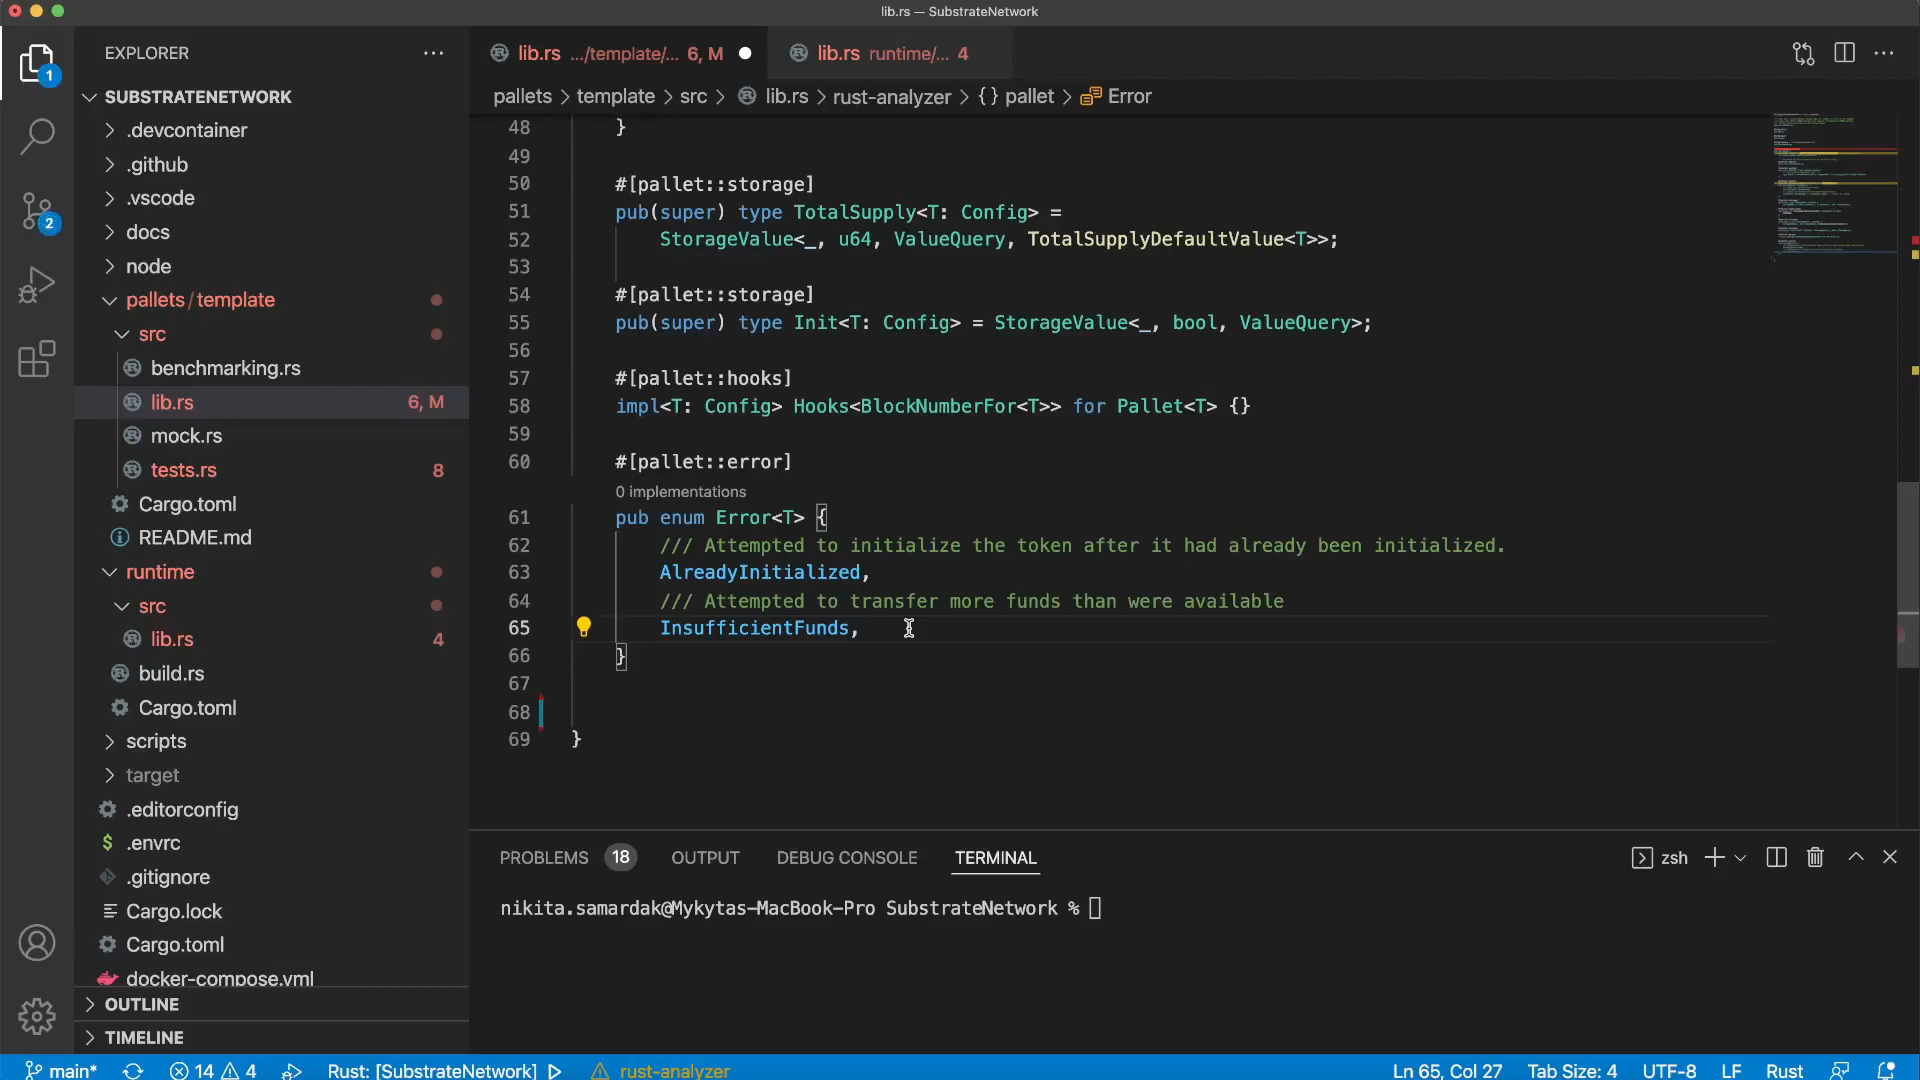 lib.rs — SubstrateNetwork
EXPLORER
lib.rs .../template/... 6, M
lib.rs runtime/... 4
1
SUBSTRATENETWORK
pallets > template > src > lib.rs > rust-analyzer > {} pallet > Error
.devcontainer
.github
.vscode
docs
node
pallets / template
src
benchmarking.rs
lib.rs 6, M
mock.rs
tests.rs 8
Cargo.toml
README.md
runtime
src
lib.rs 4
build.rs
Cargo.toml
scripts
target
.editorconfig
.envrc
.gitignore
Cargo.lock
Cargo.toml
docker-compose.yml
OUTLINE
TIMELINE
2
48 }
49
50 #[pallet::storage]
51 pub(super) type TotalSupply<T: Config> =
52 StorageValue<_, u64, ValueQuery, TotalSupplyDefaultValue<T>>;
53
54 #[pallet::storage]
55 pub(super) type Init<T: Config> = StorageValue<_, bool, ValueQuery>;
56
57 #[pallet::hooks]
58 impl<T: Config> Hooks<BlockNumberFor<T>> for Pallet<T> {}
59
60 #[pallet::error]
0 implementations
61 pub enum Error<T> {
62 /// Attempted to initialize the token after it had already been initialized.
63 AlreadyInitialized,
64 /// Attempted to transfer more funds than were available
65 InsufficientFunds,
66 }
67
68
69 }
PROBLEMS 18 OUTPUT DEBUG CONSOLE TERMINAL
zsh
nikita.samardak@Mykytas-MacBook-Pro SubstrateNetwork %
main* 14 4 Rust: [SubstrateNetwork] rust-analyzer
Ln 65, Col 27 Tab Size: 4 UTF-8 LF Rust